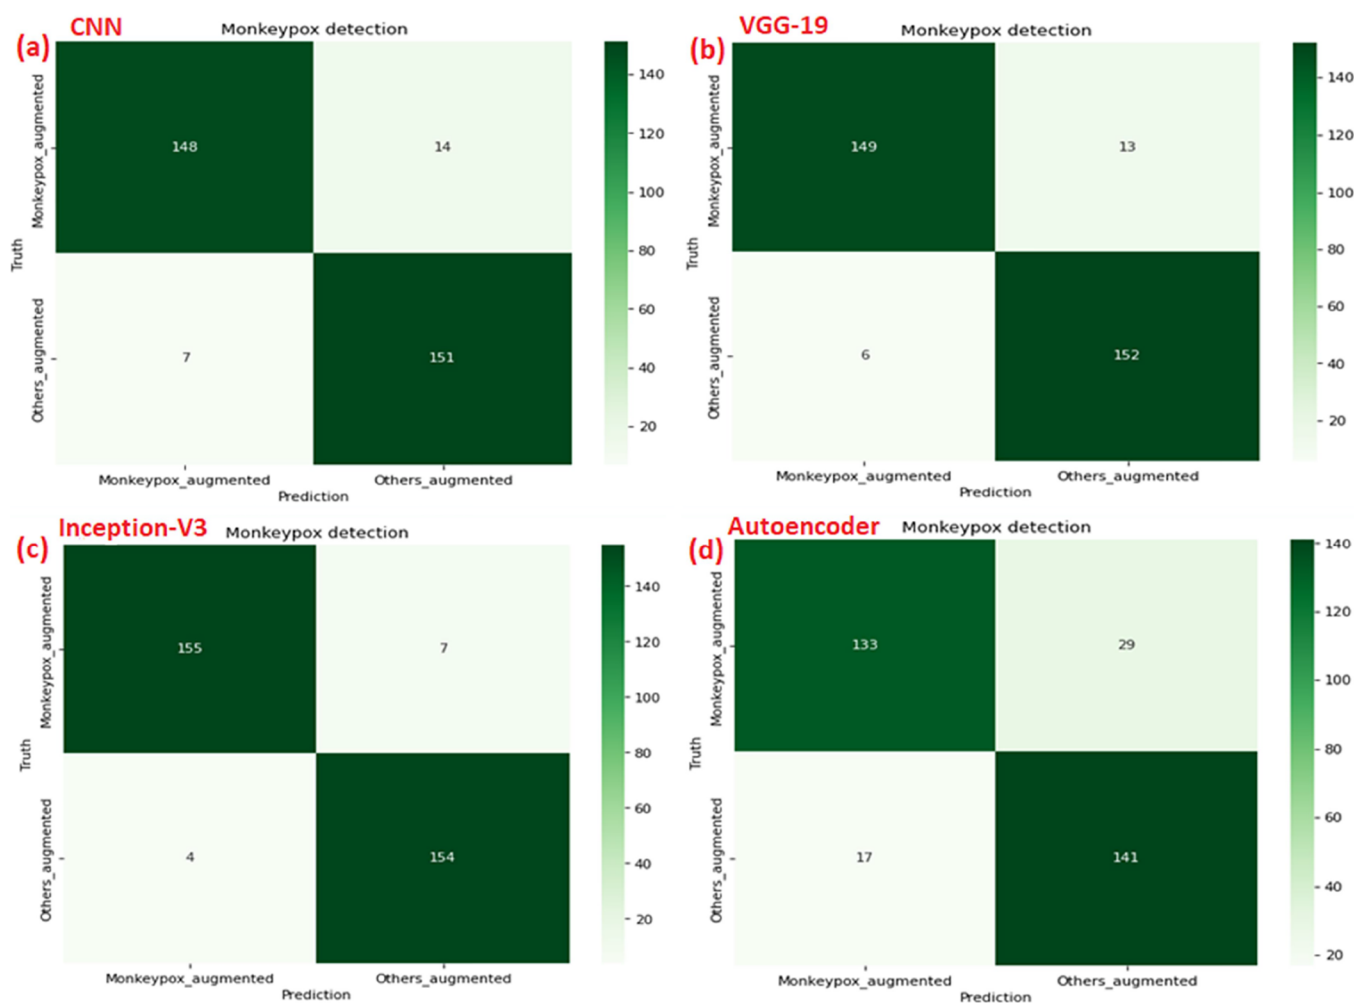 (a)
CNN
Monkeypox detection
Monkeypox_augmented
Others_augmented
Truth
148
14
7
151
Monkeypox_augmented
Others_augmented
Prediction
140
120
100
80
60
40
20
(b)
VGG-19
Monkeypox detection
Monkeypox_augmented
Others_augmented
Truth
149
13
6
152
Monkeypox_augmented
Others_augmented
Prediction
140
120
100
80
60
40
20
(c)
Inception-V3
Monkeypox detection
Monkeypox_augmented
Others_augmented
Truth
155
7
4
154
Monkeypox_augmented
Others_augmented
Prediction
140
120
100
80
60
40
20
(d)
Autoencoder
Monkeypox detection
Monkeypox_augmented
Others_augmented
Truth
133
29
17
141
Monkeypox_augmented
Others_augmented
Prediction
140
120
100
80
60
40
20